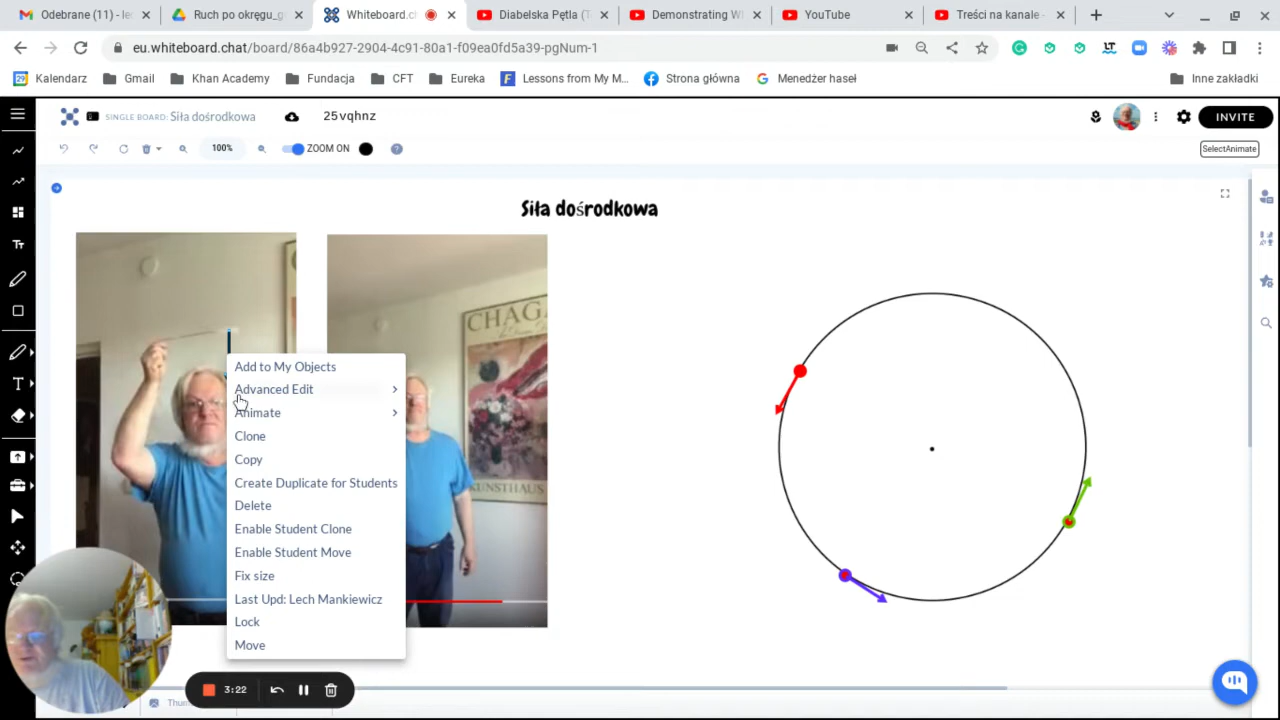 Odebrane (11) - le
Ruch po okręgu_g
Whiteboard.c
Diabelska Pętla (T
Demonstrating W
YouTube
Treści na kanale -
eu.whiteboard.chat/board/86a4b927-2904-4c91-80a1-f09ea0fd5a39-pgNum-1
Kalendarz
Gmail
Khan Academy
Fundacja
CFT
Eureka
Lessons from My M...
Strona główna
Menedżer haseł
Inne zakładki
SINGLE BOARD: Siła dośrodkowa
25vqhnz
INVITE
100%
ZOOM ON
SelectAnimate
Siła dośrodkowa
CHAGA
KUNSTHAUS
Add to My Objects
Advanced Edit
Animate
Clone
Copy
Create Duplicate for Students
Delete
Enable Student Clone
Enable Student Move
Fix size
Last Upd: Lech Mankiewicz
Lock
Move
3:22